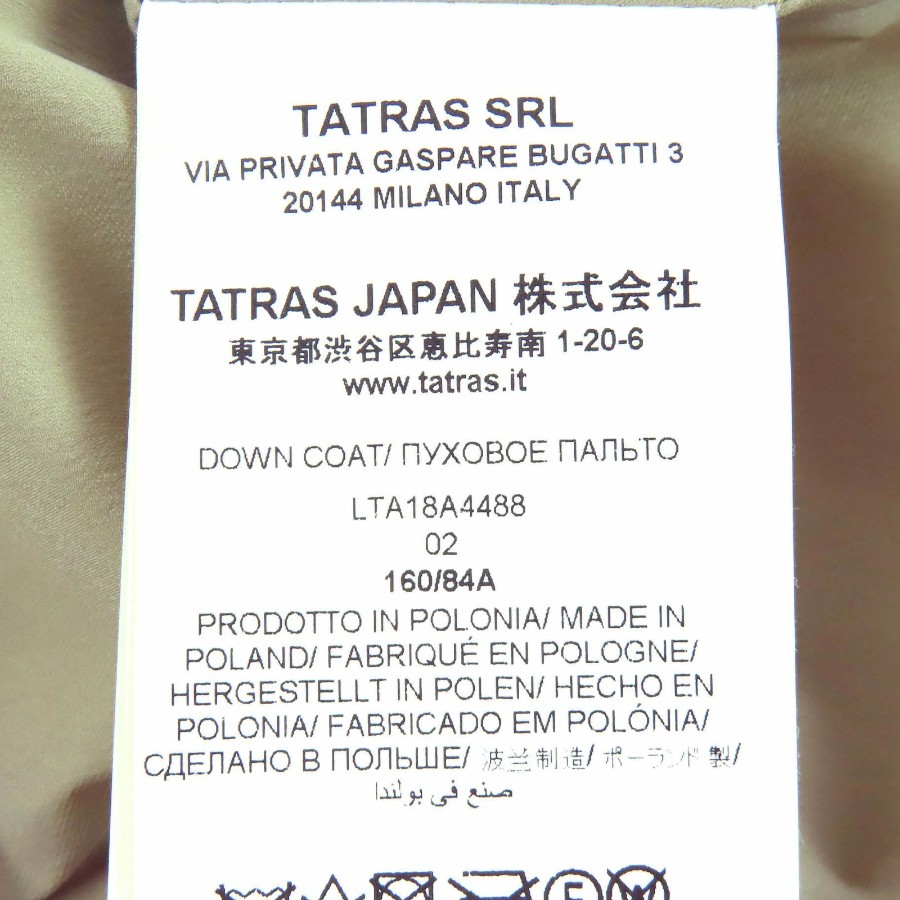 TATRAS SRL
VIA PRIVATA GASPARE BUGATTI 3
20144 MILANO ITALY
TATRAS JAPAN 株式会社
東京都渋谷区恵比寿南 1-20-6
www.tatras.it
DOWN COAT/ ПУХОВОЕ ПАЛЬТО
LTA18A4488
02
160/84A
PRODOTTO IN POLONIA/ MADE IN
POLAND/ FABRIQUÉ EN POLOGNE/
HERGESTELLT IN POLEN/ HECHO EN
POLONIA/ FABRICADO EM POLÓNIA/
СДЕЛАНО В ПОЛЬШЕ/ 波兰制造/ ポーランド製/
صنع في بولندا
F W